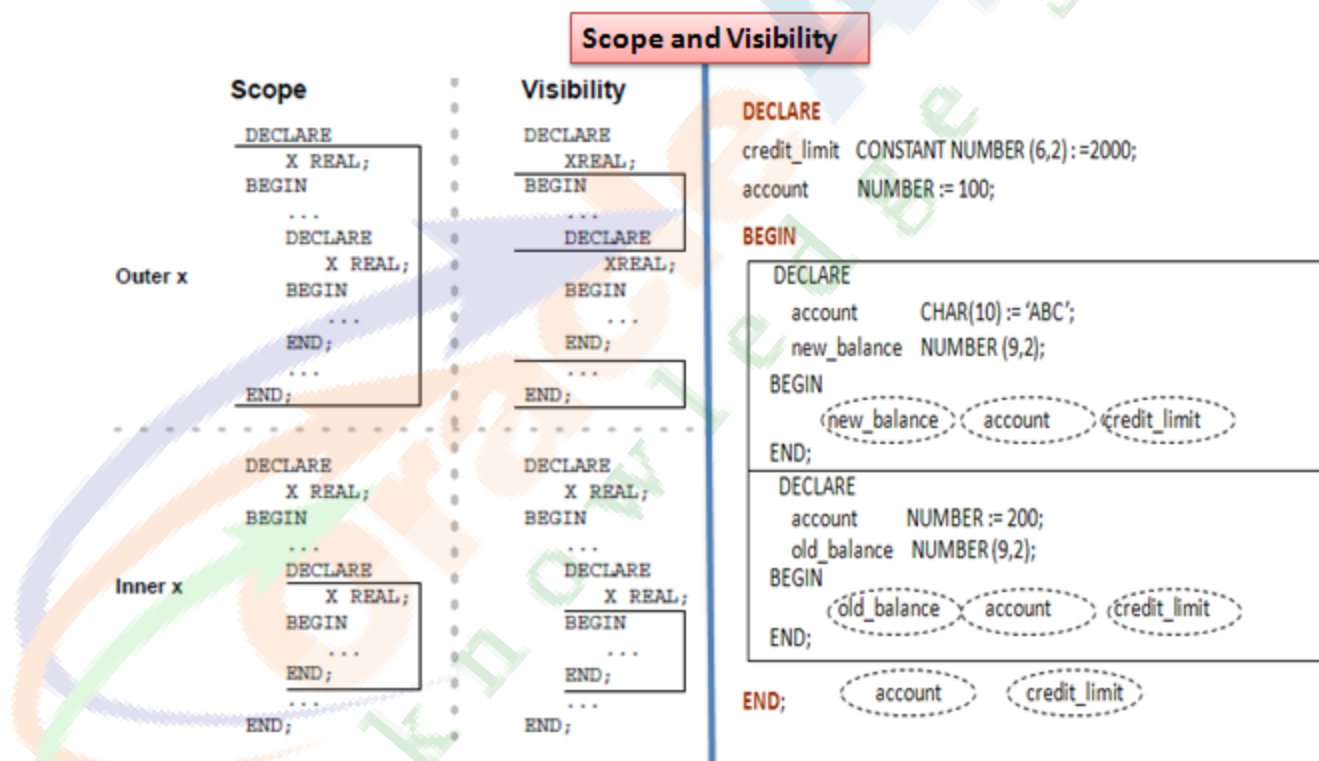 Scope and Visibility
Scope
Visibility
Outer x
DECLARE
X REAL;
BEGIN
...
DECLARE
X REAL;
BEGIN
...
END;
...
END;
DECLARE
XREAL;
BEGIN
...
DECLARE
XREAL;
BEGIN
...
END;
...
END;
Inner x
DECLARE
X REAL;
BEGIN
...
DECLARE
X REAL;
BEGIN
...
END;
...
END;
DECLARE
X REAL;
BEGIN
...
DECLARE
X REAL;
BEGIN
...
END;
...
END;
DECLARE
credit_limit CONSTANT NUMBER (6,2) : =2000;
account NUMBER := 100;
BEGIN
DECLARE
account CHAR(10) := ‘ABC’;
new_balance NUMBER (9,2);
BEGIN
new_balance account credit_limit
END;
DECLARE
account NUMBER := 200;
old_balance NUMBER (9,2);
BEGIN
old_balance account credit_limit
END;
END; account credit_limit